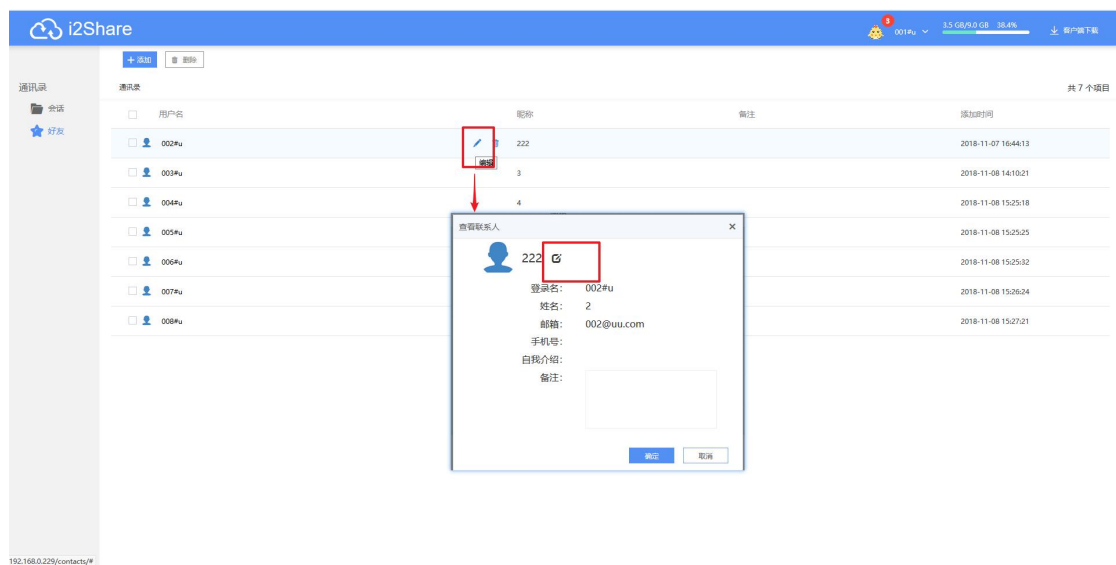 i2Share
3
001#u
3.5 GB/9.0 GB 38.4%
客户端下载
添加 删除
通讯录
通讯录
共 7 个项目
会话
好友
用户名 昵称 备注 添加时间
002#u 222 2018-11-07 16:44:13
编辑
003#u 3 2018-11-08 14:10:21
004#u 4 2018-11-08 15:25:18
005#u 2018-11-08 15:25:25
006#u 2018-11-08 15:25:32
007#u 2018-11-08 15:26:24
008#u 2018-11-08 15:27:21
查看联系人
222
登录名: 002#u
姓名: 2
邮箱: 002@uu.com
手机号:
自我介绍:
备注:
确定 取消
192.168.0.229/contacts/#